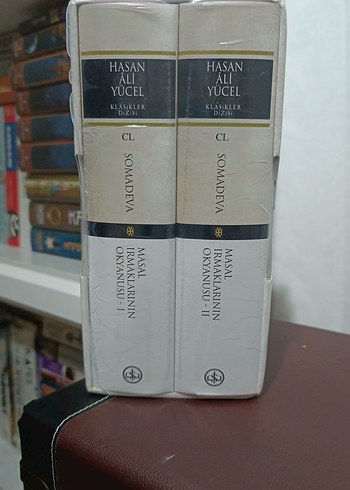 HASAN
ÂLİ
YÜCEL
KLASİKLER
DİZİSİ
CL
SOMADEVA
MASAL
IRMAKLARININ
OKYANUSU - I
HASAN
ÂLİ
YÜCEL
KLASİKLER
DİZİSİ
CL
SOMADEVA
MASAL
IRMAKLARININ
OKYANUSU - II